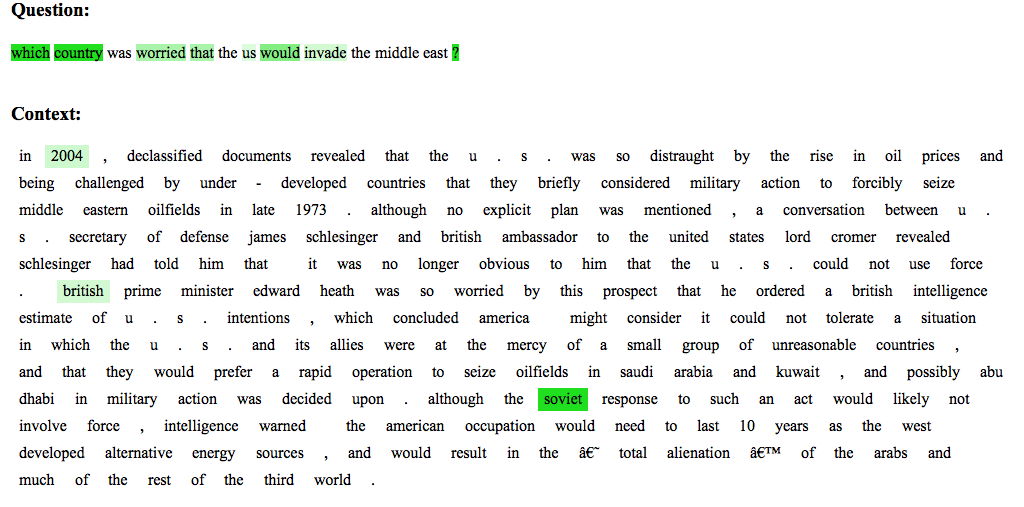 Question:
which country was worried that the us would invade the middle east ?
Context:
in 2004 , declassified documents revealed that the u . s . was so distraught by the rise in oil prices and
being challenged by under - developed countries that they briefly considered military action to forcibly seize
middle eastern oilfields in late 1973 . although no explicit plan was mentioned , a conversation between u .
s . secretary of defense james schlesinger and british ambassador to the united states lord cromer revealed
schlesinger had told him that it was no longer obvious to him that the u . s . could not use force
. british prime minister edward heath was so worried by this prospect that he ordered a british intelligence
estimate of u . s . intentions , which concluded america might consider it could not tolerate a situation
in which the u . s . and its allies were at the mercy of a small group of unreasonable countries ,
and that they would prefer a rapid operation to seize oilfields in saudi arabia and kuwait , and possibly abu
dhabi in military action was decided upon . although the soviet response to such an act would likely not
involve force , intelligence warned the american occupation would need to last 10 years as the west
developed alternative energy sources , and would result in the â€˜ total alienation â€™ of the arabs and
much of the rest of the third world .